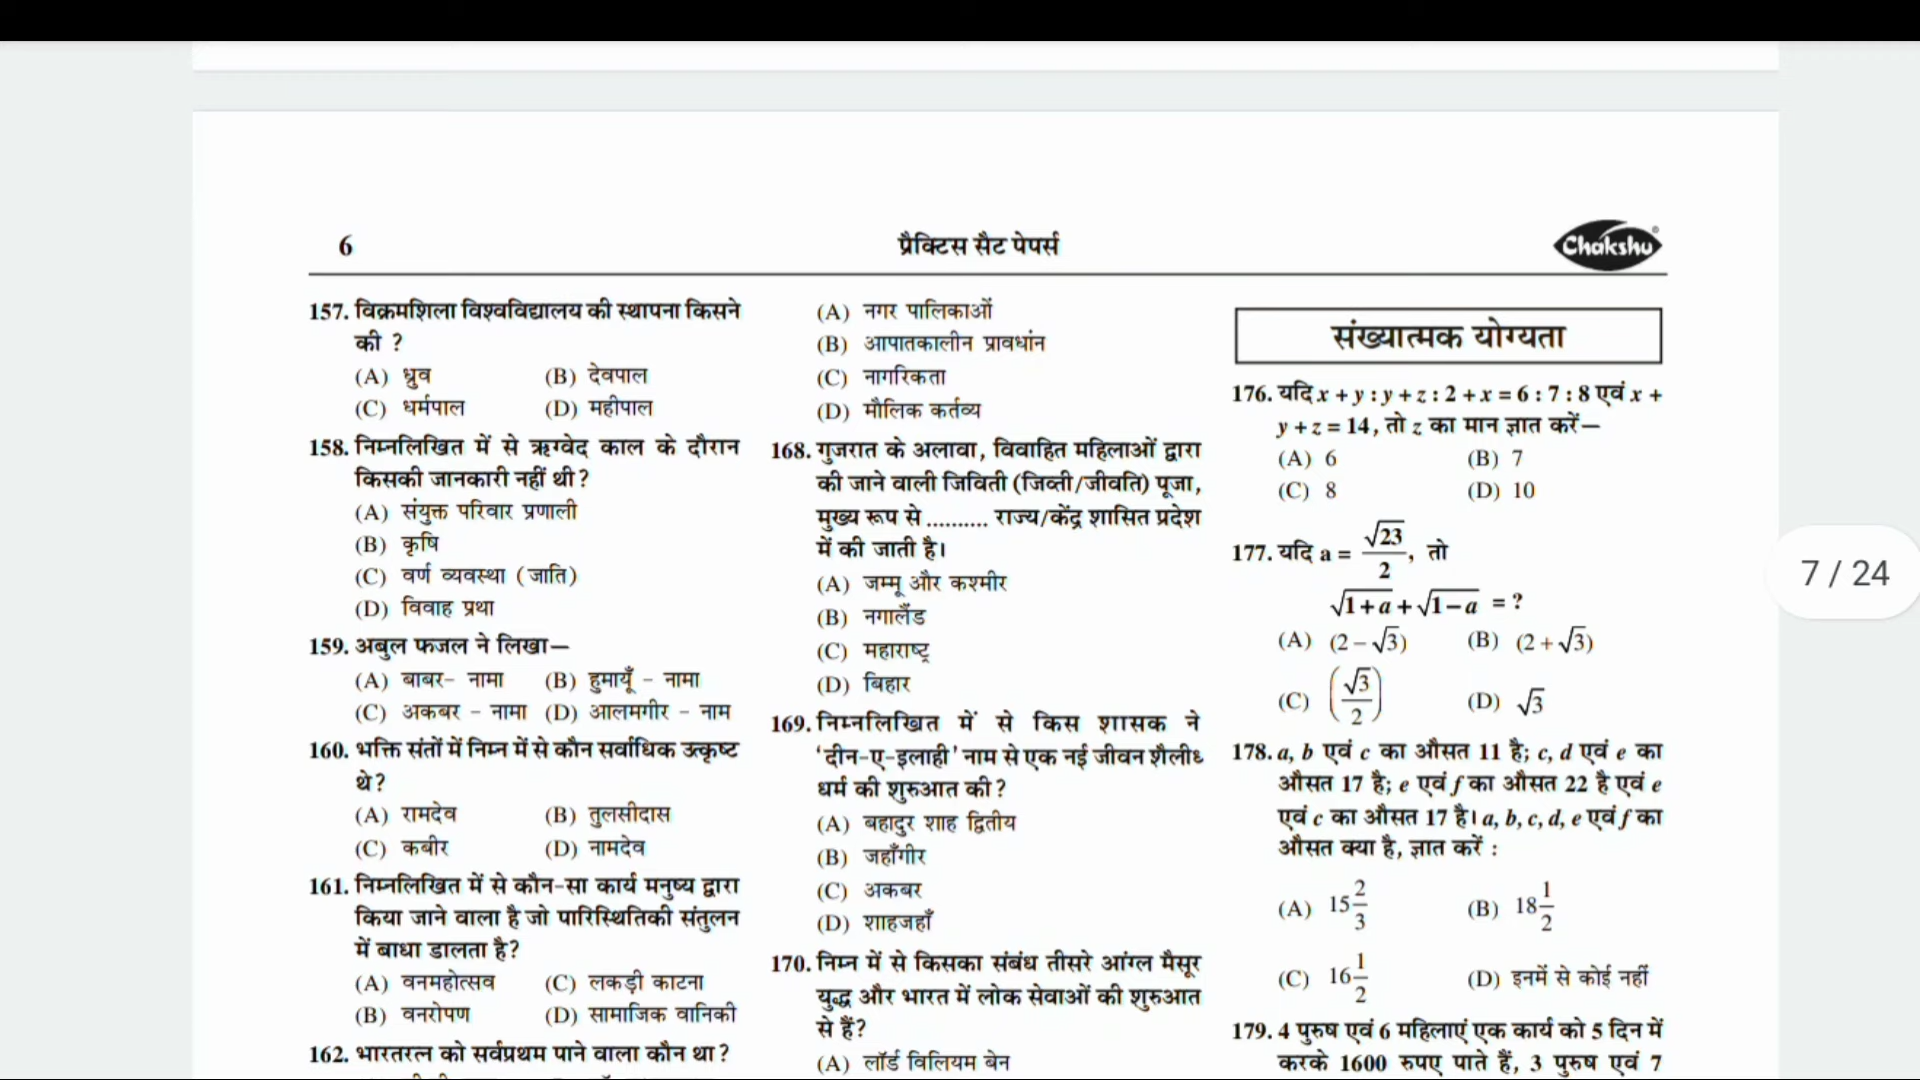 6
प्रैक्टिस सैट पेपर्स
Chakshu
157. विक्रमशिला विश्वविद्यालय की स्थापना किसने
की ?
(A) ध्रुव (B) देवपाल
(C) धर्मपाल (D) महीपाल
158. निम्नलिखित में से ऋग्वेद काल के दौरान
किसकी जानकारी नहीं थी?
(A) संयुक्त परिवार प्रणाली
(B) कृषि
(C) वर्ण व्यवस्था (जाति)
(D) विवाह प्रथा
159. अबुल फजल ने लिखा—
(A) बाबर- नामा (B) हुमायूँ - नामा
(C) अकबर - नामा (D) आलमगीर - नाम
160. भक्ति संतों में निम्न में से कौन सर्वाधिक उत्कृष्ट
थे?
(A) रामदेव (B) तुलसीदास
(C) कबीर (D) नामदेव
161. निम्नलिखित में से कौन-सा कार्य मनुष्य द्वारा
किया जाने वाला है जो पारिस्थितिकी संतुलन
में बाधा डालता है?
(A) वनमहोत्सव (C) लकड़ी काटना
(B) वनरोपण (D) सामाजिक वानिकी
162. भारतरत्न को सर्वप्रथम पाने वाला कौन था?
(A) नगर पालिकाओं
(B) आपातकालीन प्रावधांन
(C) नागरिकता
(D) मौलिक कर्तव्य
168. गुजरात के अलावा, विवाहित महिलाओं द्वारा
की जाने वाली जिविती (जिव्ती/जीवति) पूजा,
मुख्य रूप से .......... राज्य/केंद्र शासित प्रदेश
में की जाती है।
(A) जम्मू और कश्मीर
(B) नगालैंड
(C) महाराष्ट्र
(D) बिहार
169. निम्नलिखित में से किस शासक ने
'दीन-ए-इलाही' नाम से एक नई जीवन शैलीध्
धर्म की शुरुआत की?
(A) बहादुर शाह द्वितीय
(B) जहाँगीर
(C) अकबर
(D) शाहजहाँ
170. निम्न में से किसका संबंध तीसरे आंग्ल मैसूर
युद्ध और भारत में लोक सेवाओं की शुरुआत
से हैं?
(A) लॉर्ड विलियम बेन
संख्यात्मक योग्यता
176. यदि x + y : y + z : 2 + x = 6 : 7 : 8 एवं x +
y + z = 14, तो z का मान ज्ञात करें—
(A) 6 (B) 7
(C) 8 (D) 10
177. यदि a = √23/2, तो
√1+a + √1−a = ?
(A) (2 − √3) (B) (2 + √3)
(C) (√3/2) (D) √3
178. a, b एवं c का औसत 11 है; c, d एवं e का
औसत 17 है; e एवं f का औसत 22 है एवं e
एवं c का औसत 17 है। a, b, c, d, e एवं f का
औसत क्या है, ज्ञात करें :
(A) 15 2/3 (B) 18 1/2
(C) 16 1/2 (D) इनमें से कोई नहीं
179. 4 पुरुष एवं 6 महिलाएं एक कार्य को 5 दिन में
करके 1600 रुपए पाते हैं, 3 पुरुष एवं 7
7 / 24